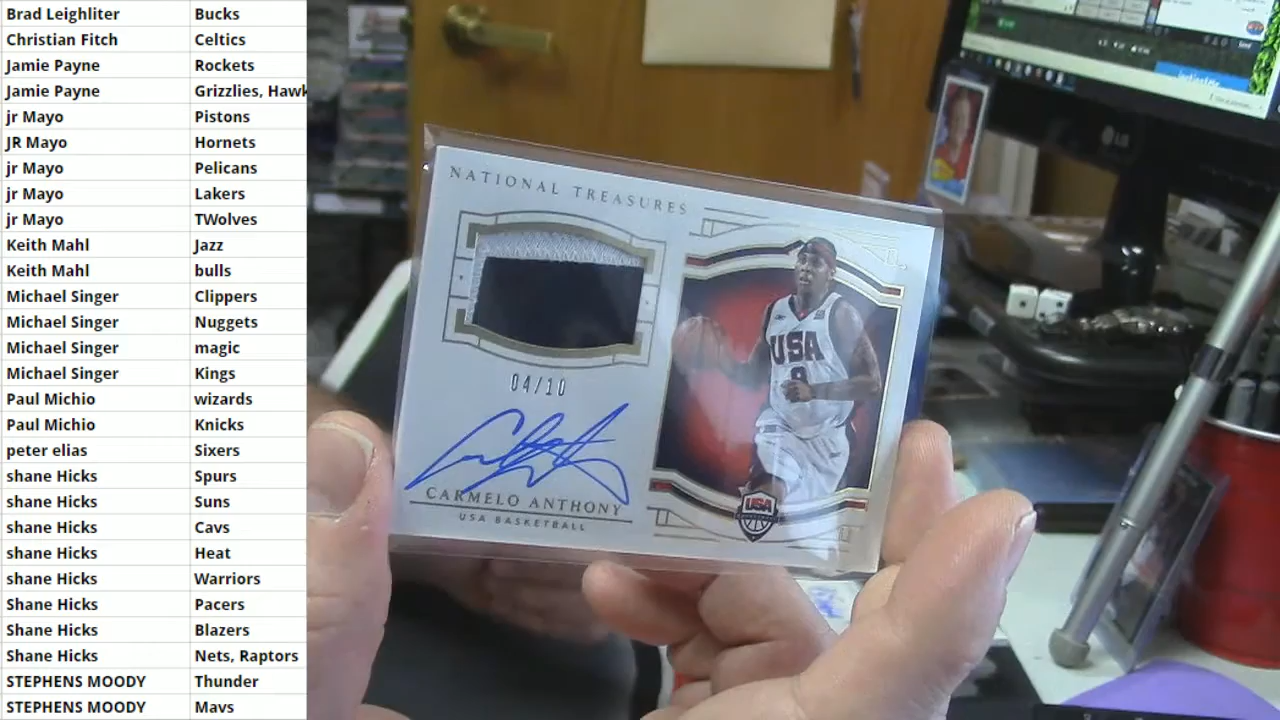 Brad Leighliter Bucks
Christian Fitch Celtics
Jamie Payne Rockets
Jamie Payne Grizzlies, Hawk
jr Mayo Pistons
JR Mayo Hornets
jr Mayo Pelicans
jr Mayo Lakers
jr Mayo TWolves
Keith Mahl Jazz
Keith Mahl bulls
Michael Singer Clippers
Michael Singer Nuggets
Michael Singer magic
Michael Singer Kings
Paul Michio wizards
Paul Michio Knicks
peter elias Sixers
shane Hicks Spurs
shane Hicks Suns
shane Hicks Cavs
shane Hicks Heat
shane Hicks Warriors
Shane Hicks Pacers
Shane Hicks Blazers
Shane Hicks Nets, Raptors
STEPHENS MOODY Thunder
STEPHENS MOODY Mavs
NATIONAL TREASURES
04/10
CARMELO ANTHONY
USA BASKETBALL
USA
9
USA
LG